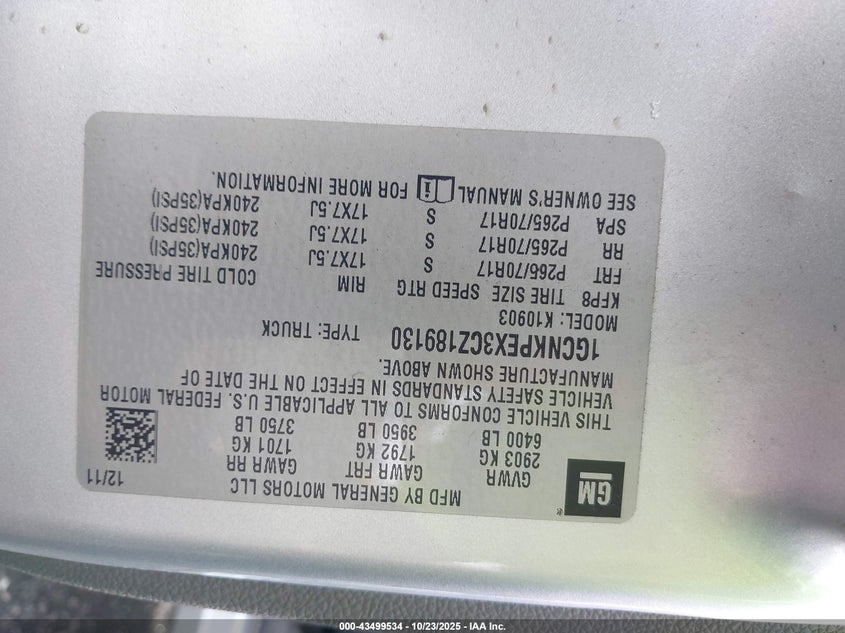 MFD BY GENERAL MOTORS LLC 12/11
GM ®
GVWR GAWR FRT GAWR RR
2903 KG 1792 KG 1701 KG
6400 LB 3950 LB 3750 LB
THIS VEHICLE CONFORMS TO ALL APPLICABLE U.S. FEDERAL MOTOR
VEHICLE SAFETY STANDARDS IN EFFECT ON THE DATE OF
MANUFACTURE SHOWN ABOVE.
1GCNKPEX3CZ189130 TYPE: TRUCK
MODEL: K10903
KFP8 TIRE SIZE SPEED RTG RIM COLD TIRE PRESSURE
FRT P265/70R17 S 17X7.5J 240KPA(35PSI)
RR P265/70R17 S 17X7.5J 240KPA(35PSI)
SPA P265/70R17 S 17X7.5J 240KPA(35PSI)
SEE OWNER'S MANUAL i FOR MORE INFORMATION.
000-43499534 - 10/23/2025 - IAA Inc.